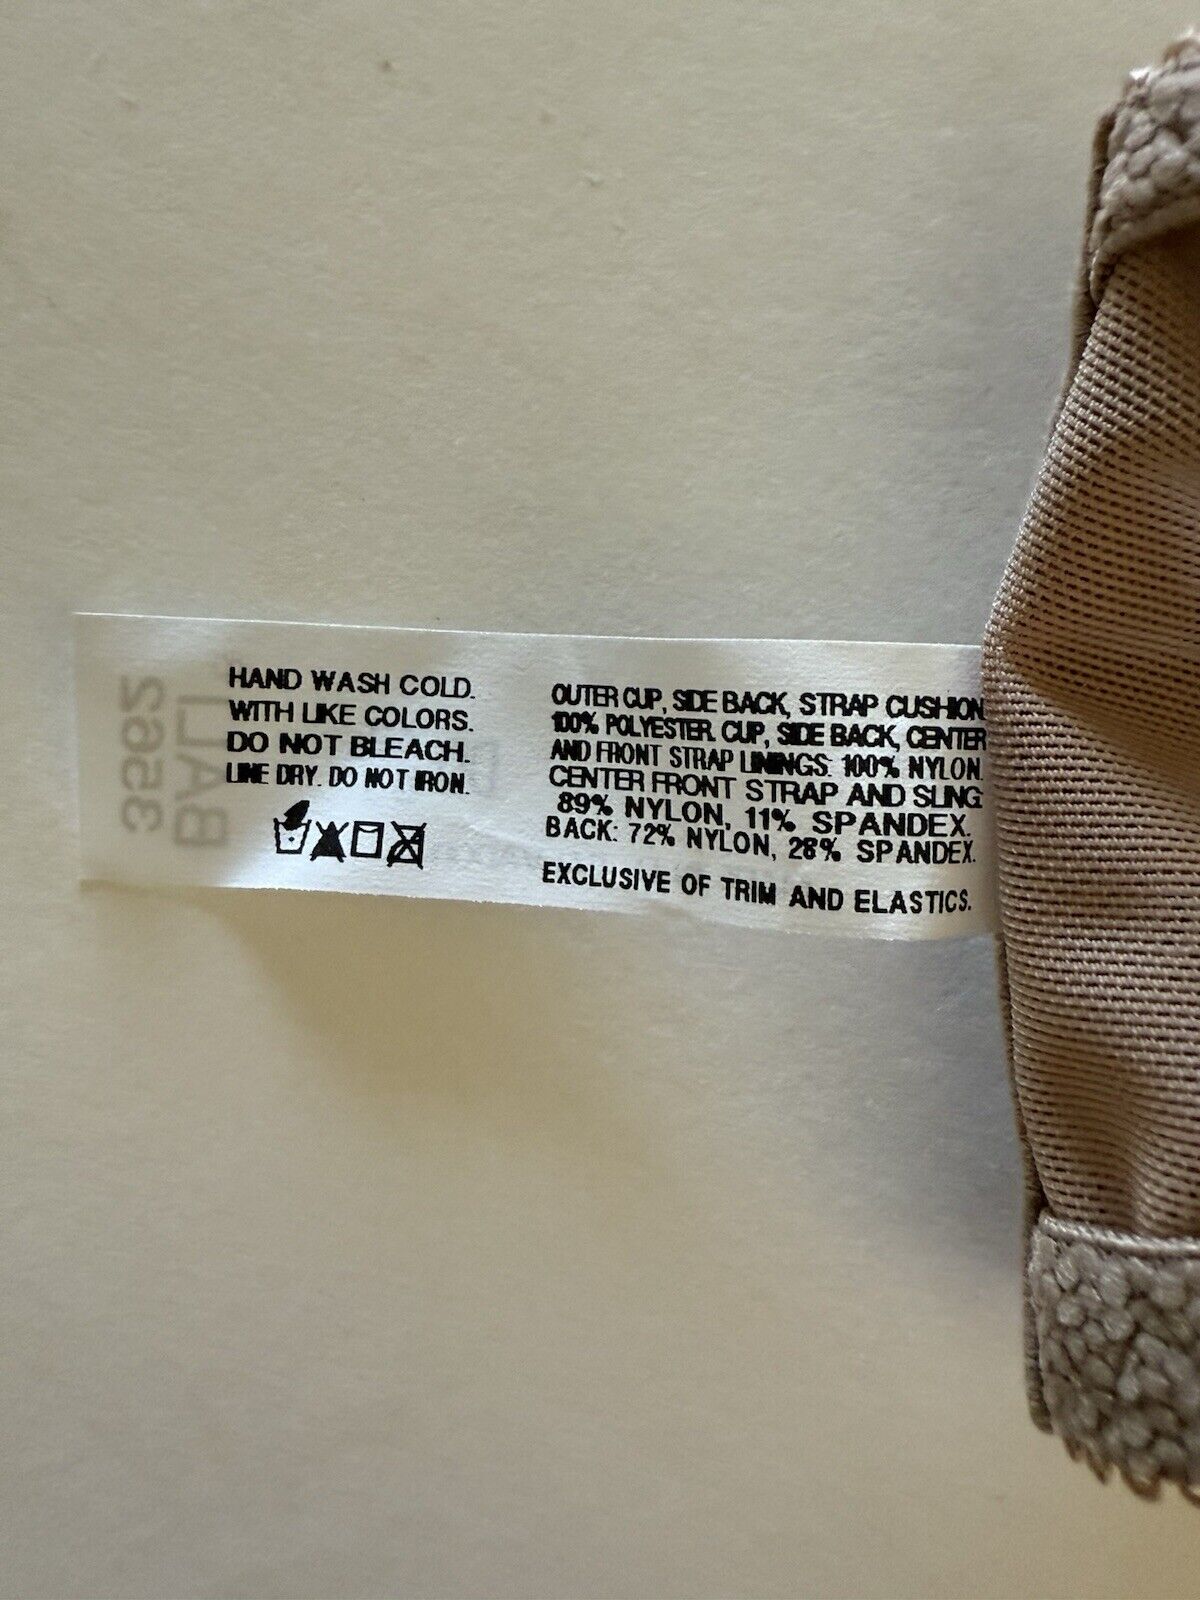 HAND WASH COLD.
WITH LIKE COLORS.
DO NOT BLEACH.
LINE DRY. DO NOT IRON.
OUTER CUP, SIDE BACK, STRAP CUSHION
100% POLYESTER. CUP, SIDE BACK, CENTER
AND FRONT STRAP LININGS: 100% NYLON.
CENTER FRONT STRAP AND SLING:
89% NYLON, 11% SPANDEX.
BACK: 72% NYLON, 28% SPANDEX.
EXCLUSIVE OF TRIM AND ELASTICS.
BALI
3562